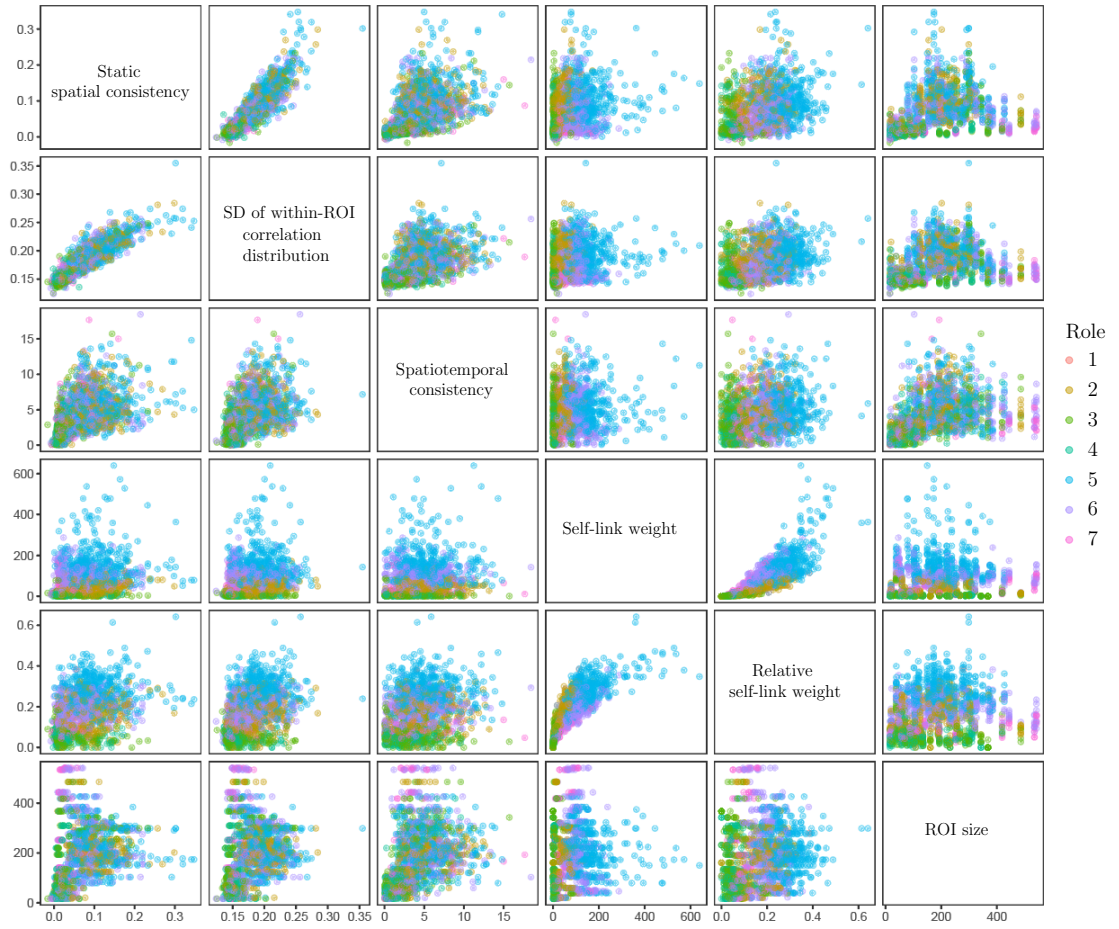 0.3
0.2
0.1
0.0
Static
spatial consistency
0.35
0.30
0.25
0.20
0.15
SD of within-ROI
correlation
distribution
15
10
5
0
Spatiotemporal
consistency
600
400
200
0
Self-link weight
0.6
0.4
0.2
0.0
Relative
self-link weight
400
200
0
ROI size
0.0 0.1 0.2 0.3
0.15 0.20 0.25 0.30 0.35
0 5 10 15
0 200 400 600
0.0 0.2 0.4 0.6
0 200 400
Role
1
2
3
4
5
6
7